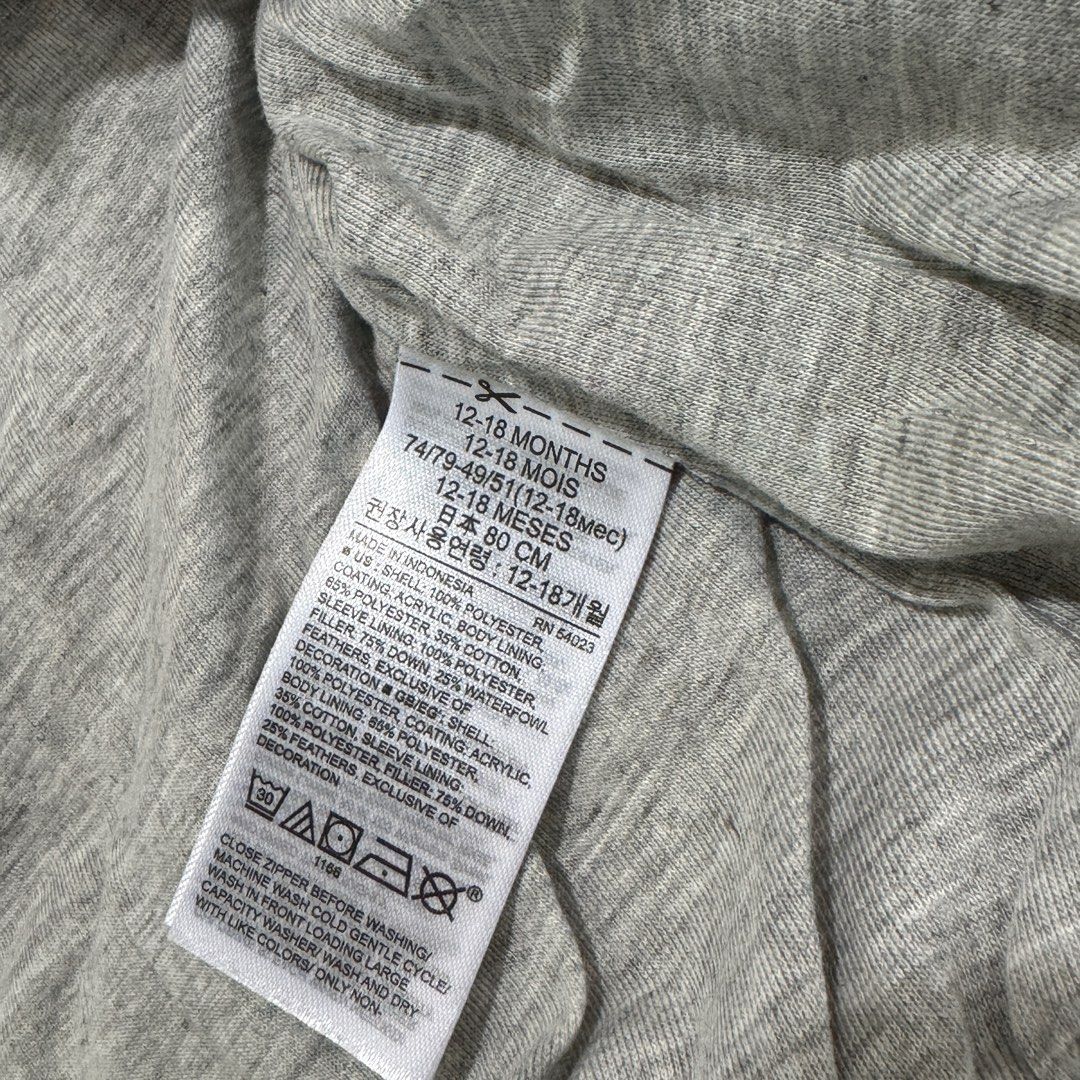 12-18 MONTHS
12-18 MOIS
74/79-49/51(12-18мес)
12-18 MESES
日本 80 CM
권장사용연령 : 12-18개월
MADE IN INDONESIA
RN 54023
US : SHELL: 100% POLYESTER,
COATING: ACRYLIC, BODY LINING:
65% POLYESTER, 35% COTTON,
SLEEVE LINING: 100% POLYESTER,
FILLER: 75% DOWN, 25% WATERFOWL
FEATHERS, EXCLUSIVE OF
DECORATION ■ GB/EG : SHELL:
100% POLYESTER, COATING: ACRYLIC,
BODY LINING: 65% POLYESTER,
35% COTTON, SLEEVE LINING:
100% POLYESTER, FILLER: 75% DOWN,
25% FEATHERS, EXCLUSIVE OF
DECORATION
30
1166
®
CLOSE ZIPPER BEFORE WASHING/
MACHINE WASH COLD GENTLE CYCLE/
WASH IN FRONT LOADING LARGE
CAPACITY WASHER/ WASH AND DRY
WITH LIKE COLORS/ ONLY NON-